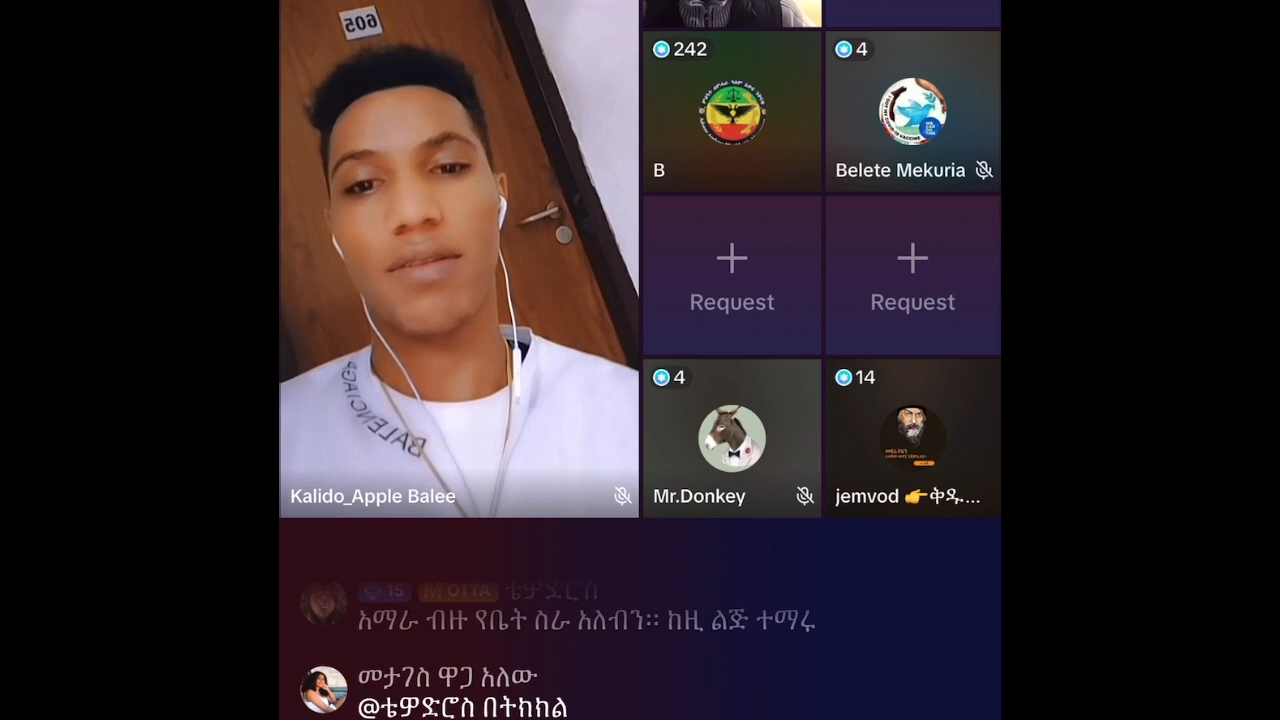 605
BALENCIAGA
Kalido_Apple Balee
242
B
4
Belete Mekuria
Request
Request
4
Mr.Donkey
14
jemvod 👉ቅዱ...
15 M OTTA ቴዎድሮስ
አማራ ብዙ የቤት ስራ አለብን። ከዚ ልጅ ተማሩ
መታገስ ዋጋ አለው
@ቴዎድሮስ በትክክል